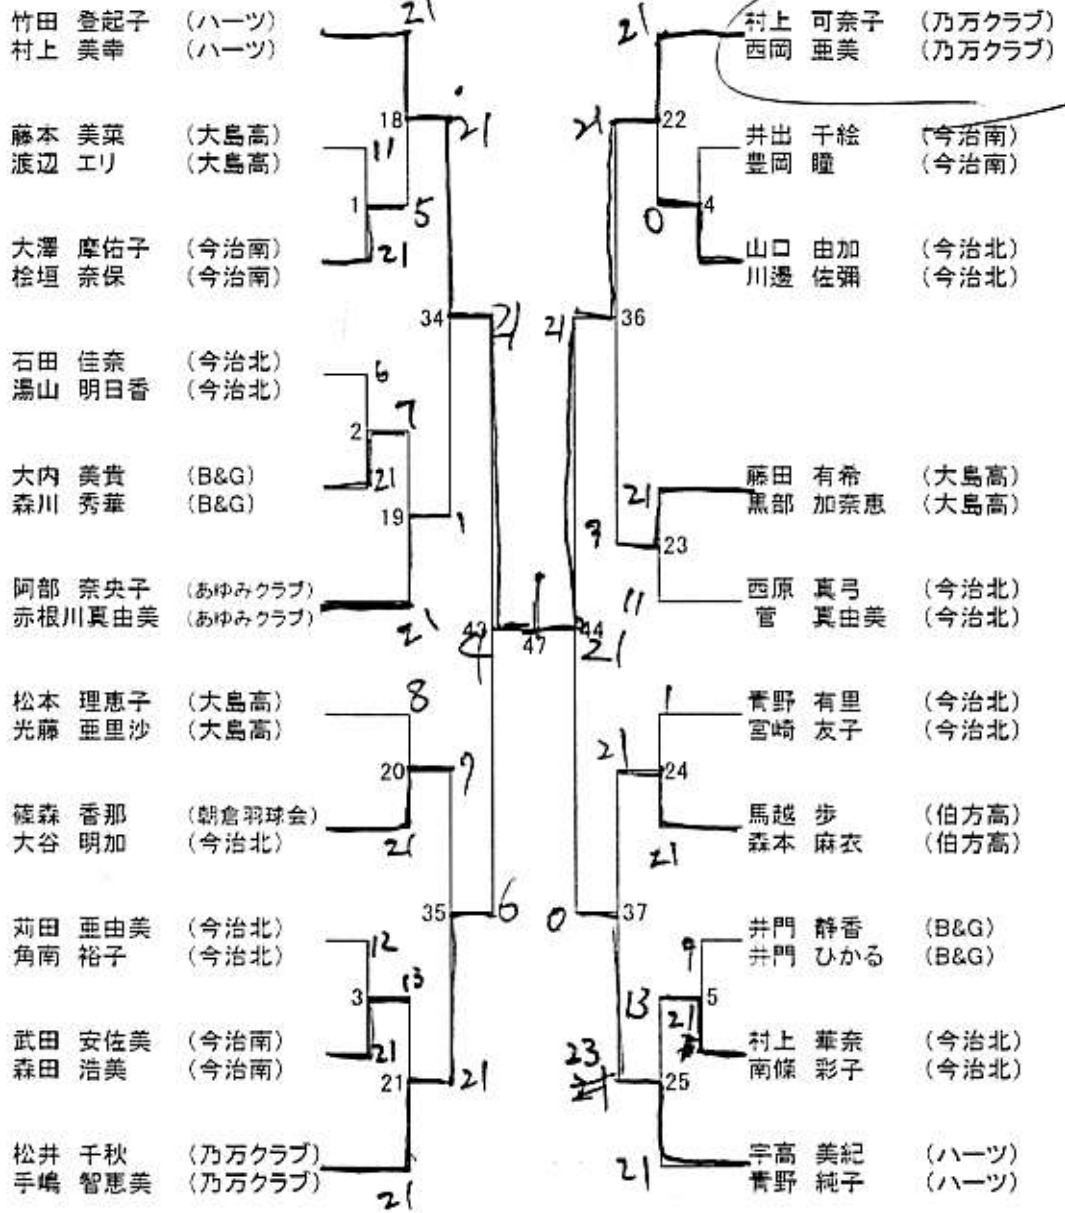 竹田 登起子 (ハーツ)
村上 美幸 (ハーツ)
21
18
21
藤本 美菜 (大島高)
渡辺 エリ (大島高)
11
1
5
大澤 摩佑子 (今治南)
桧垣 奈保 (今治南)
21
34
21
石田 佳奈 (今治北)
湯山 明日香 (今治北)
6
2
7
大内 美貴 (B&G)
森川 秀華 (B&G)
21
19
1
阿部 奈央子 (あゆみクラブ)
赤根川真由美 (あゆみクラブ)
21
43
47
松本 理恵子 (大島高)
光藤 亜里沙 (大島高)
8
20
9
篠森 香那 (朝倉羽球会)
大谷 明加 (今治北)
21
35
6
苅田 亜由美 (今治北)
角南 裕子 (今治北)
12
3
13
武田 安佐美 (今治南)
森田 浩美 (今治南)
21
21
21
松井 千秋 (乃万クラブ)
手嶋 智恵美 (乃万クラブ)
21
村上 可奈子 (乃万クラブ)
西岡 亜美 (乃万クラブ)
21
21
22
井出 千絵 (今治南)
豊岡 瞳 (今治南)
0
4
山口 由加 (今治北)
川邊 佐彌 (今治北)
21
36
藤田 有希 (大島高)
黒部 加奈恵 (大島高)
21
23
西原 真弓 (今治北)
菅 真由美 (今治北)
11
44
21
青野 有里 (今治北)
宮崎 友子 (今治北)
1
21
24
馬越 歩 (伯方高)
森本 麻衣 (伯方高)
21
0
37
井門 静香 (B&G)
井門 ひかる (B&G)
9
13
5
21
村上 華奈 (今治北)
南條 彩子 (今治北)
23
25
宇高 美紀 (ハーツ)
青野 純子 (ハーツ)
21